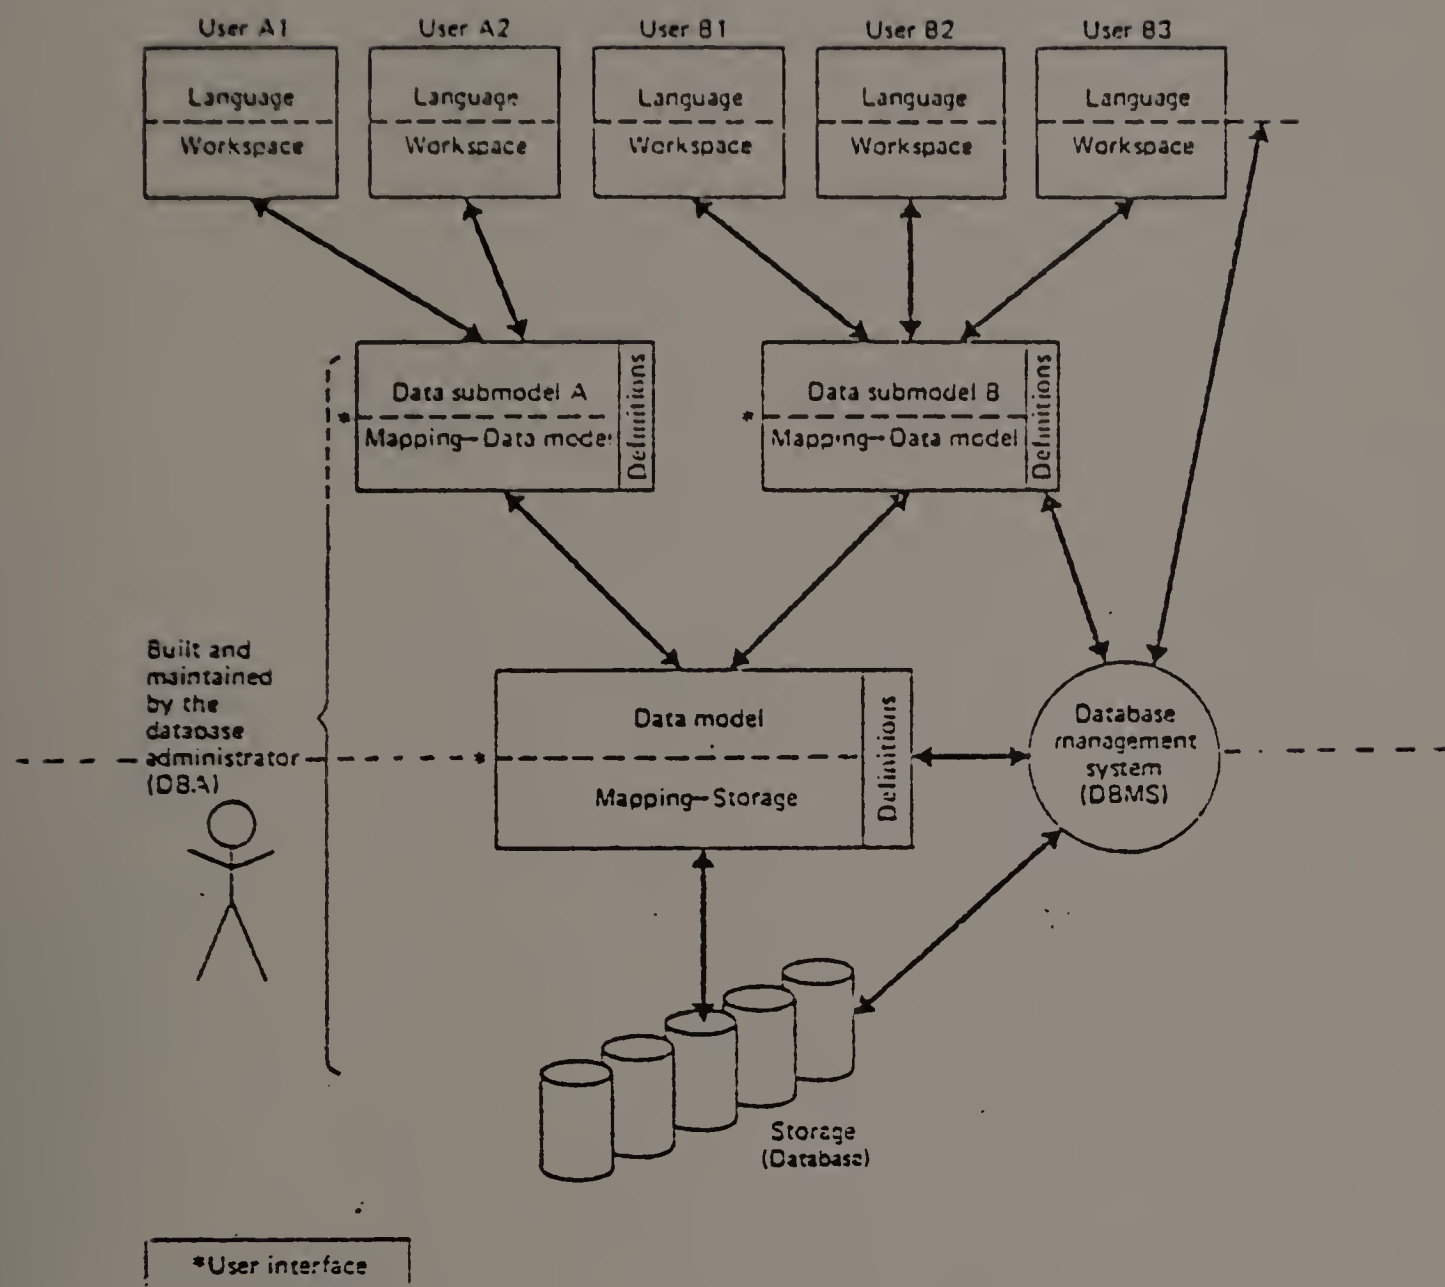 User A1
User A2
User B1
User B2
User B3
Language
Workspace
Language
Workspace
Language
Workspace
Language
Workspace
Language
Workspace
Data submodel A
*
Mapping—Data model
Definitions
Data submodel B
*
Mapping—Data model
Definitions
Built and
maintained
by the
database
administrator
(DBA)
Data model
*
Mapping—Storage
Definitions
Database
management
system
(DBMS)
Storage
(Database)
*User interface